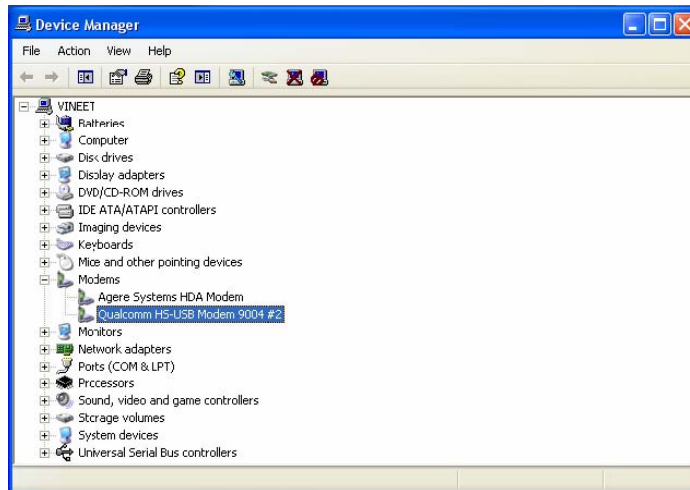 Device Manager
File Action View Help
VINEET
Batteries
Computer
Disk drives
Display adapters
DVD/CD-ROM drives
IDE ATA/ATAPI controllers
Imaging devices
Keyboards
Mice and other pointing devices
Modems
Agere Systems HDA Modem
Qualcomm HS-USB Modem 9004 #2
Monitors
Network adapters
Ports (COM & LPT)
Processors
Sound, video and game controllers
Storage volumes
System devices
Universal Serial Bus controllers